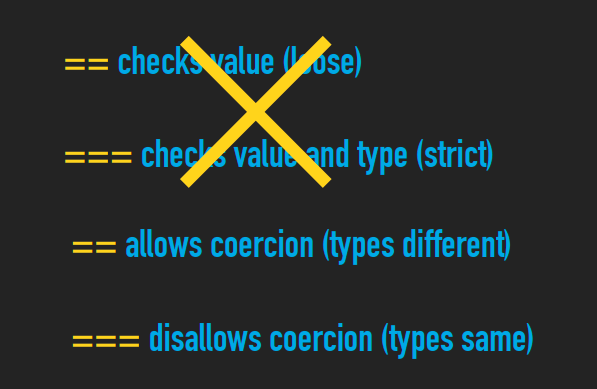 == checks value (loose)
=== checks value and type (strict)
== allows coercion (types different)
=== disallows coercion (types same)